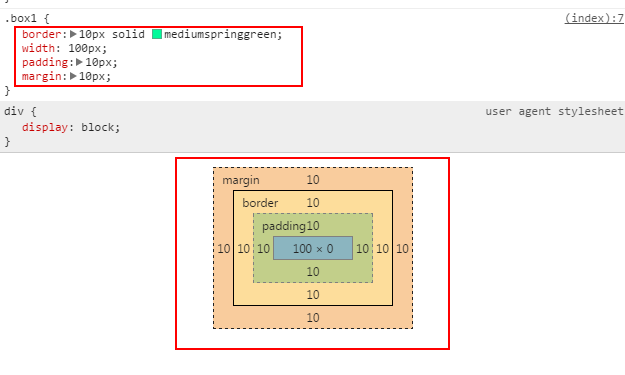 .box1 { (index):7
border:▶10px solid mediumspringgreen;
width: 100px;
padding:▶10px;
margin:▶10px;
}
div { user agent stylesheet
display: block;
}
margin 10
border 10
padding10
10 10 10 100 × 0 10 10 10
10
10
10